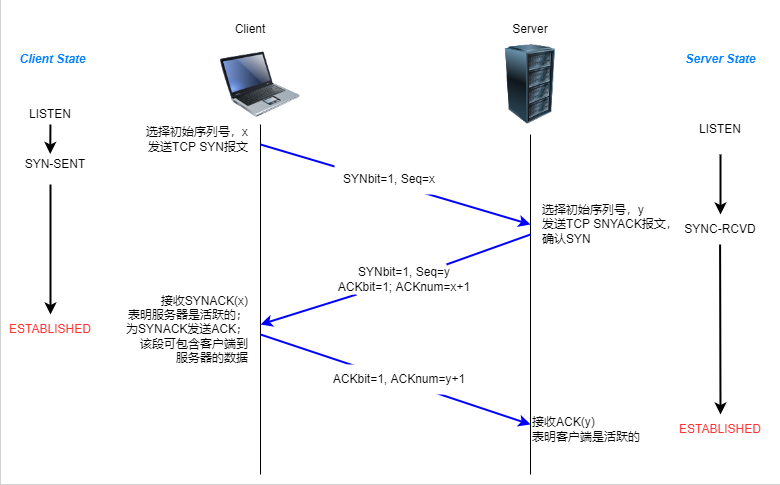 Client
Server
Client State
Server State
LISTEN
SYN-SENT
ESTABLISHED
选择初始序列号，x
发送TCP SYN报文
SYNbit=1, Seq=x
选择初始序列号，y
发送TCP SNYACK报文，
确认SYN
LISTEN
SYNC-RCVD
ESTABLISHED
SYNbit=1, Seq=y
ACKbit=1; ACKnum=x+1
接收SYNACK(x)
表明服务器是活跃的；
为SYNACK发送ACK；
该段可包含客户端到
服务器的数据
ACKbit=1, ACKnum=y+1
接收ACK(y)
表明客户端是活跃的